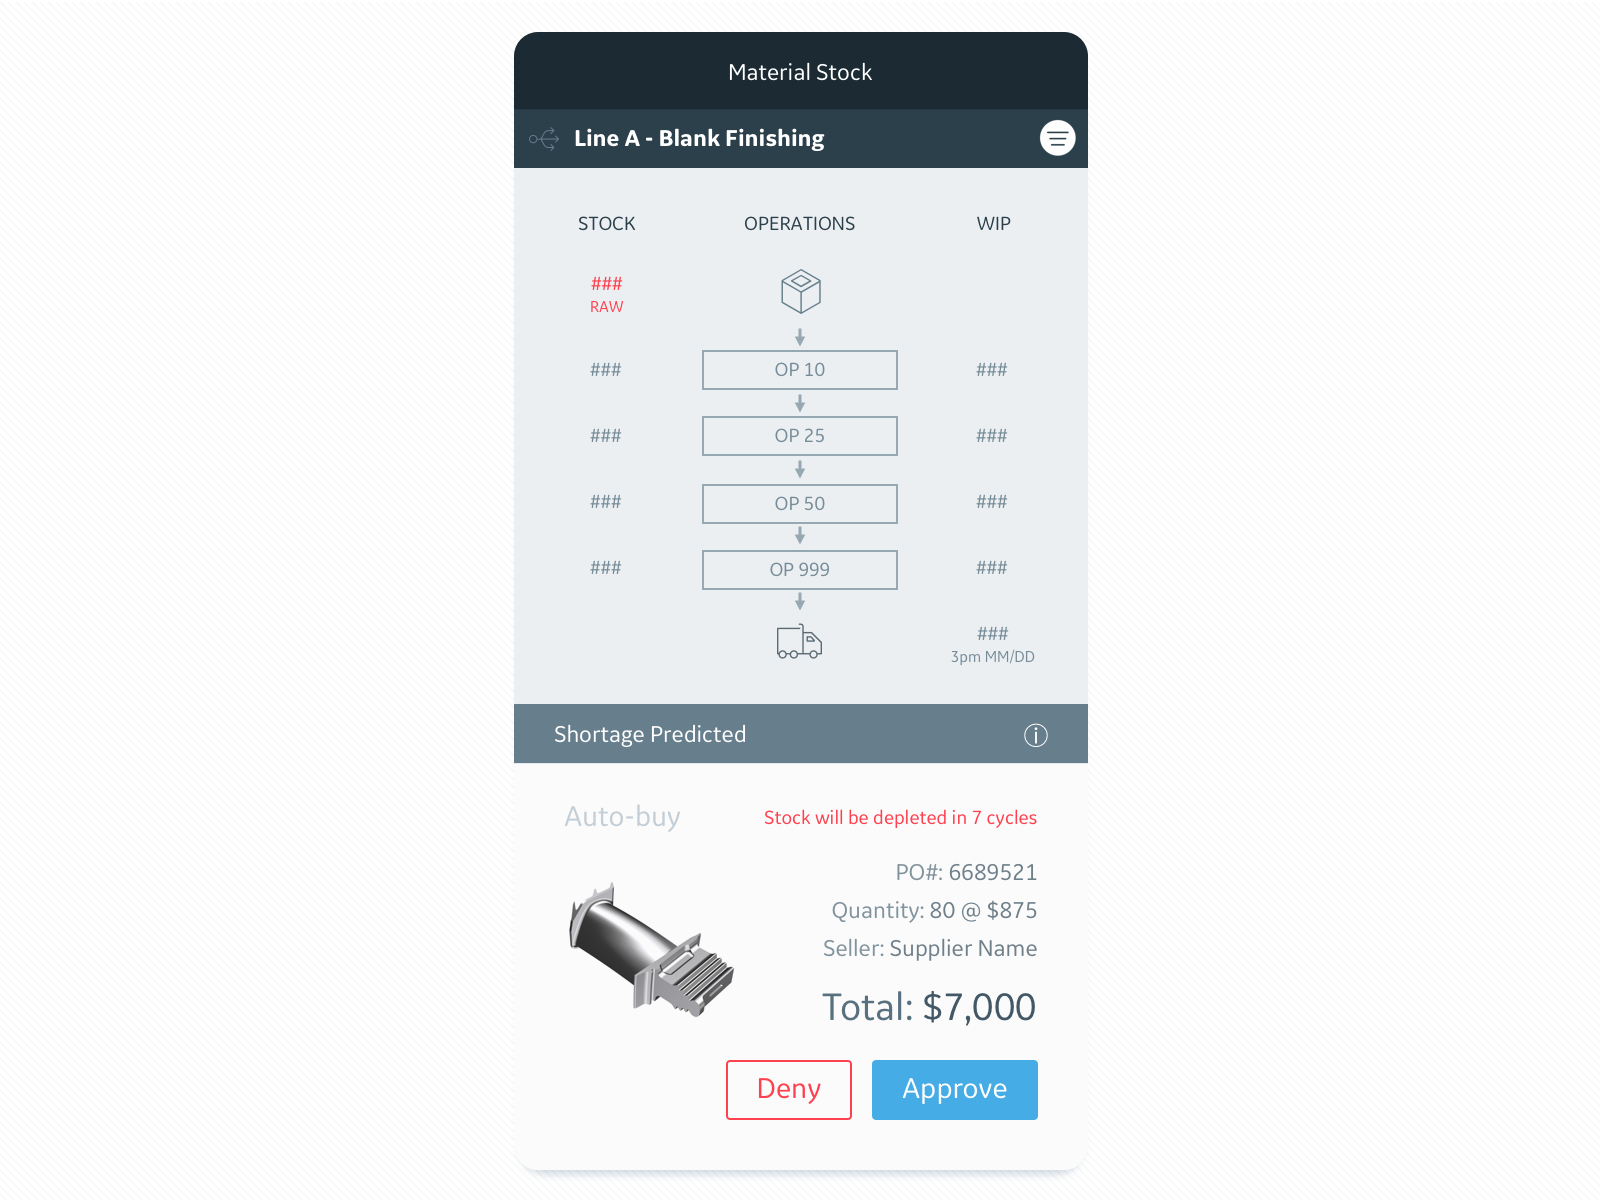 Material Stock
Line A - Blank Finishing
STOCK OPERATIONS WIP
###
RAW
### OP 10 ###
### OP 25 ###
### OP 50 ###
### OP 999 ###
###
3pm MM/DD
Shortage Predicted
Auto-buy Stock will be depleted in 7 cycles
PO#: 6689521
Quantity: 80 @ $875
Seller: Supplier Name
Total: $7,000
Deny Approve